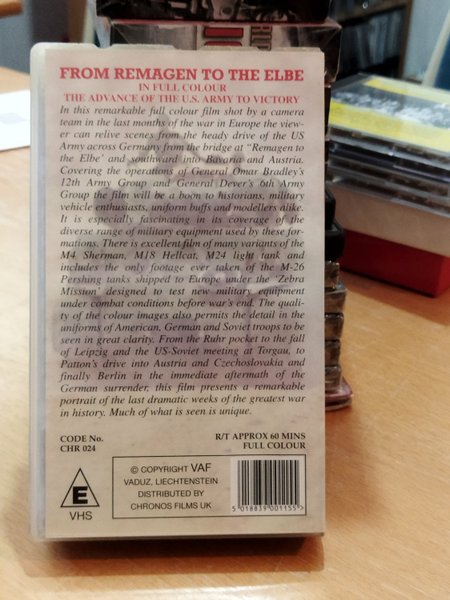 FROM REMAGEN TO THE ELBE
IN FULL COLOUR
THE ADVANCE OF THE U.S. ARMY TO VICTORY
In this remarkable full colour film shot by a camera
team in the last months of the war in Europe the view-
er can relive scenes from the heady drive of the US
Army across Germany from the bridge at "Remagen to
the Elbe' and southward into Bavaria and Austria.
Covering the operations of General Omar Bradley's
12th Army Group and General Dever's 6th Army
Group the film will be a boon to historians, military
vehicle enthusiasts, uniform buffs and modellers alike.
It is especially fascinating in its coverage of the
diverse range of military equipment used by these for-
mations. There is excellent film of many variants of the
M4 Sherman, M18 Hellcat, M24 light tank and
includes the only footage ever taken of the M-26
Pershing tanks shipped to Europe under the 'Zebra
Mission' designed to test new military equipment
under combat conditions before war's end. The quali-
ty of the colour images also permits the detail in the
uniforms of American, German and Soviet troops to be
seen in great clarity. From the Ruhr pocket to the fall
of Leipzig and the US-Soviet meeting at Torgau, to
Patton's drive into Austria and Czechoslovakia and
finally Berlin in the immediate aftermath of the
German surrender, this film presents a remarkable
portrait of the last dramatic weeks of the greatest war
in history. Much of what is seen is unique.
CODE No.
CHR 024
R/T APPROX 60 MINS
FULL COLOUR
E
VHS
© COPYRIGHT VAF
VADUZ, LIECHTENSTEIN
DISTRIBUTED BY
CHRONOS FILMS UK
5 018839 001155 >